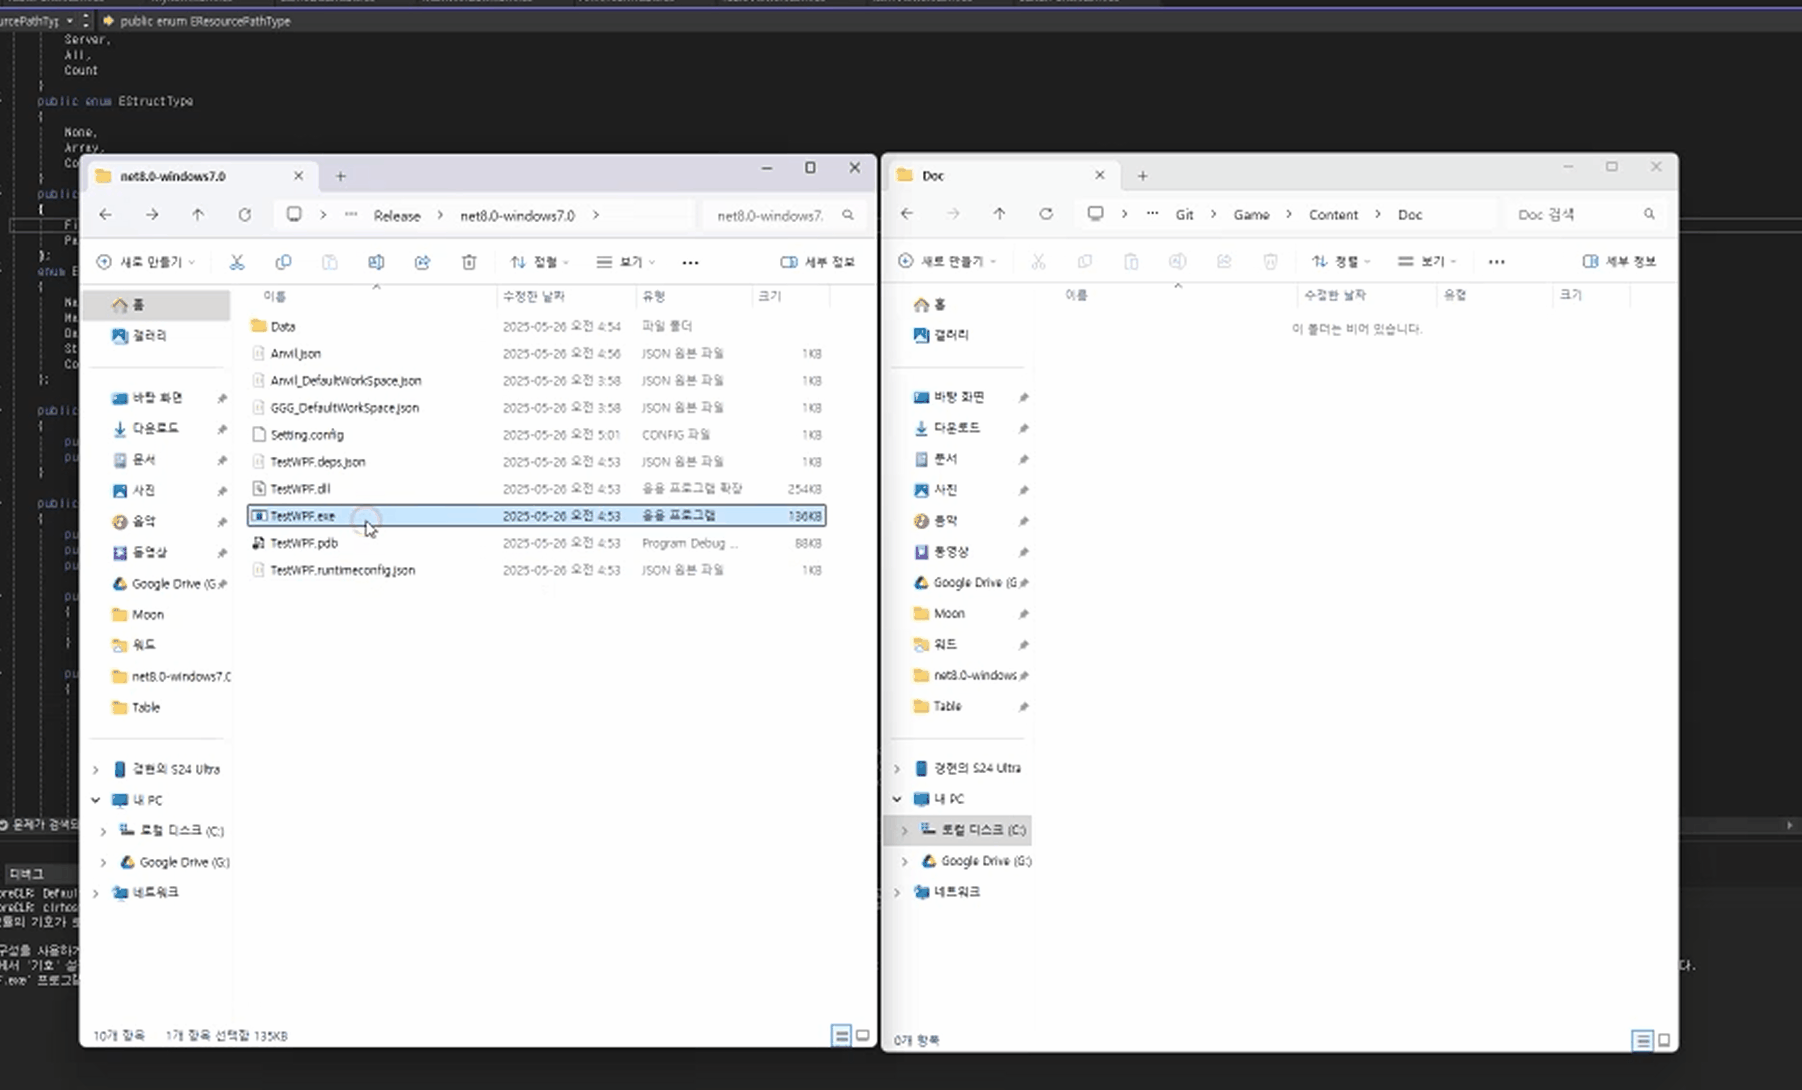 public enum EResourcePathType
Server,
All,
Count
}
public enum EStructType
{
None,
Array,
net8.0-windows7.0
Release
net8.0-windows7.0
net8.0-windows7.
새로 만들기
정렬
보기
세부 정보
홈
갤러리
바탕 화면
다운로드
문서
사진
음악
동영상
Google Drive (G
Moon
워드
net8.0-windows7.0
Table
경현의 S24 Ultra
내 PC
로컬 디스크 (C:)
Google Drive (G:)
네트워크
이름 수정한 날짜 유형 크기
Data 2025-05-26 오전 4:54 파일 폴더
Anvil.json 2025-05-26 오전 4:56 JSON 원본 파일 1KB
Anvil_DefaultWorkSpace.json 2025-05-26 오전 3:58 JSON 원본 파일 1KB
GGG_DefaultWorkSpace.json 2025-05-26 오전 3:58 JSON 원본 파일 1KB
Setting.config 2025-05-26 오전 5:01 CONFIG 파일 1KB
TestWPF.deps.json 2025-05-26 오전 4:53 JSON 원본 파일 1KB
TestWPF.dll 2025-05-26 오전 4:53 응용 프로그램 확장 254KB
TestWPF.exe 2025-05-26 오전 4:53 응용 프로그램 136KB
TestWPF.pdb 2025-05-26 오전 4:53 Program Debug ... 88KB
TestWPF.runtimeconfig.json 2025-05-26 오전 4:53 JSON 원본 파일 1KB
10개 항목 1개 항목 선택함 135KB
Doc
Git
Game
Content
Doc
Doc 검색
새로 만들기
정렬
보기
세부 정보
홈
갤러리
바탕 화면
다운로드
문서
사진
음악
동영상
Google Drive (G
Moon
워드
net8.0-windows
Table
경현의 S24 Ultra
내 PC
로컬 디스크 (C:)
Google Drive (G:)
네트워크
이름 수정한 날짜 유형 크기
이 폴더는 비어 있습니다.
0개 항목
디버그